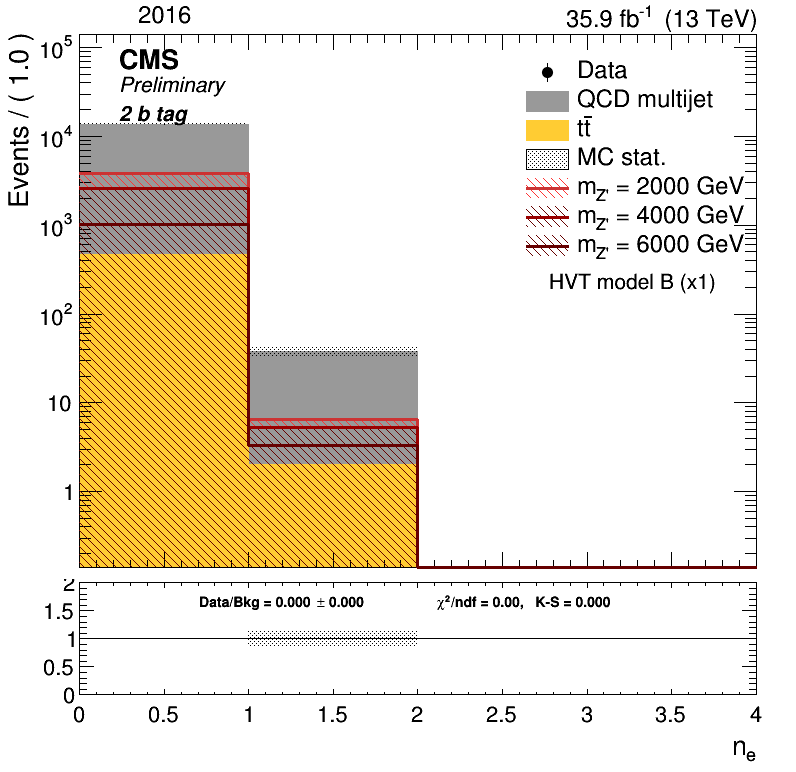 2016 35.9 fb⁻¹ (13 TeV)
CMS
Preliminary
2 b tag
Events / ( 1.0 )
10⁵
10⁴
10³
10²
10
1
Data
QCD multijet
tt̄
MC stat.
m_Z' = 2000 GeV
m_Z' = 4000 GeV
m_Z' = 6000 GeV
HVT model B (x1)
Data/Bkg = 0.000 ± 0.000 χ²/ndf = 0.00, K-S = 0.000
2
1.5
1
0.5
0
0 0.5 1 1.5 2 2.5 3 3.5 4
n_e